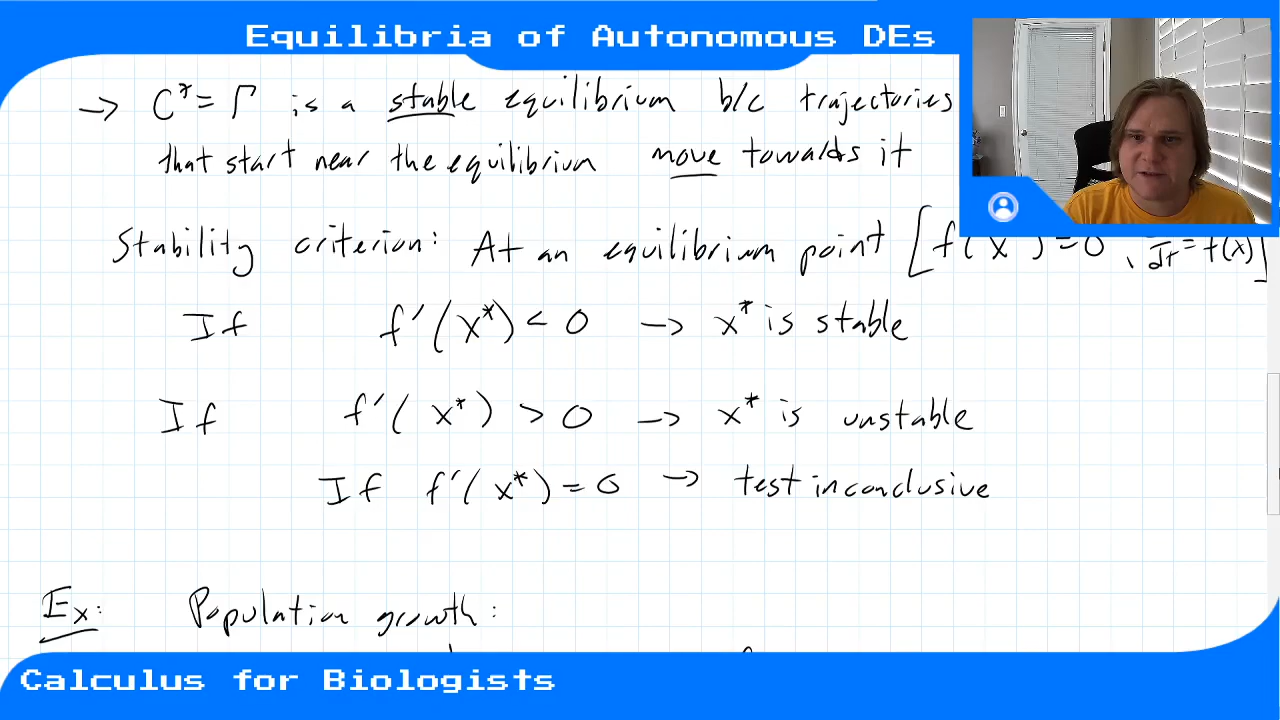 Equilibria of Autonomous DEs
→ C* = Γ is a stable equilibrium b/c trajectories
that start near the equilibrium move towards it
Stability criterion: At an equilibrium point [f(x*) = 0, = f(x)]
If f'(x*) < 0 → x* is stable
If f'(x*) > 0 → x* is unstable
If f'(x*) = 0 → test inconclusive
Ex: Population growth:
Calculus for Biologists